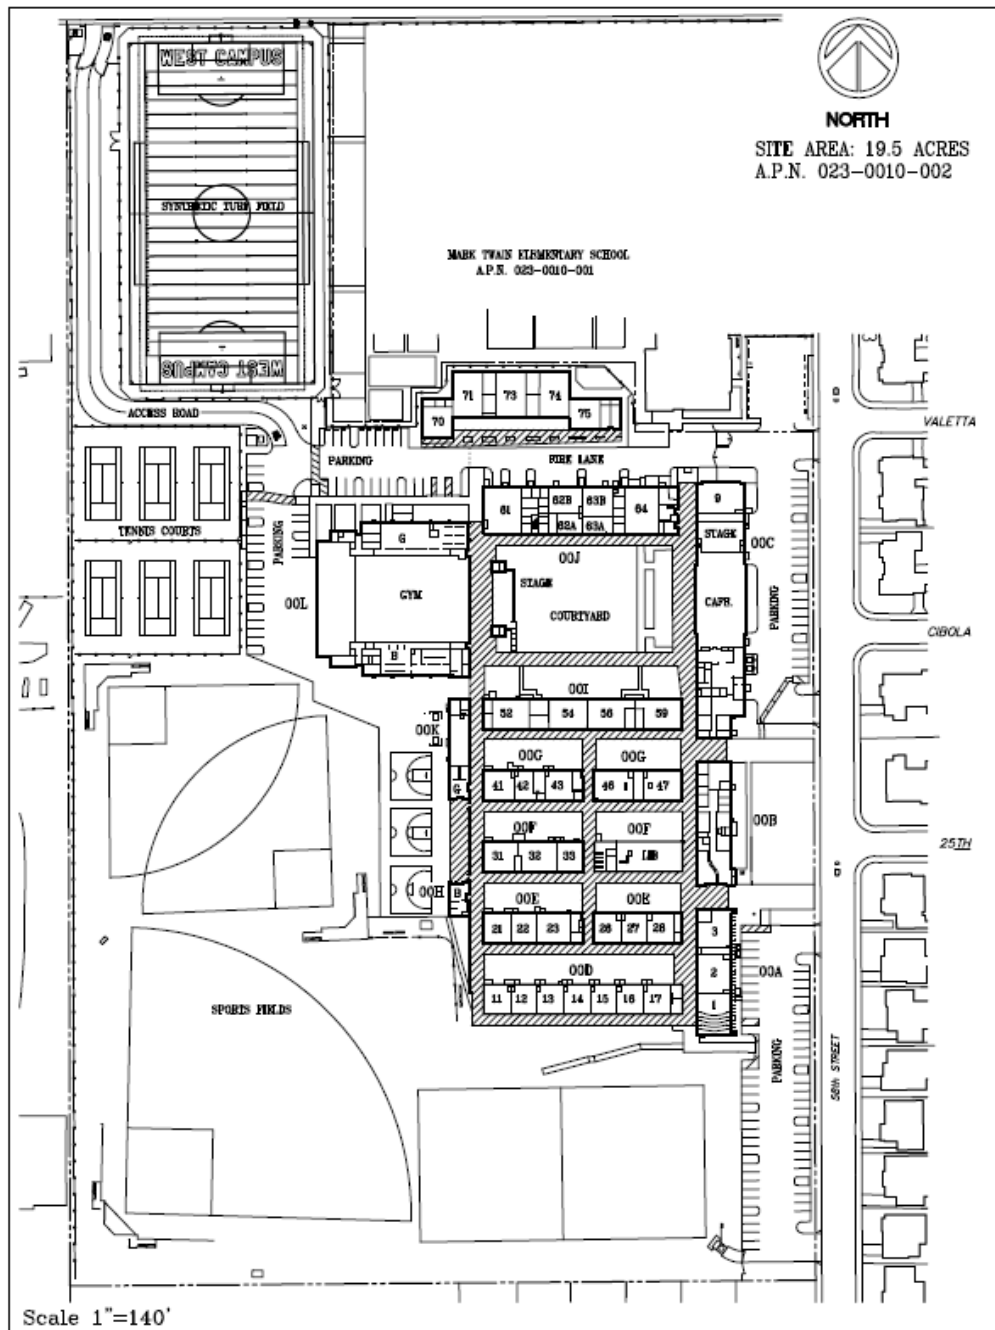 WEST CAMPUS
NORTH
SITE AREA: 19.5 ACRES
A.P.N. 023-0010-002
SYNTHETIC TURF FIELD
MARK TWAIN ELEMENTARY SCHOOL
A.P.N. 023-0010-001
WEST CAMPUS
ACCESS ROAD
70
71
73
74
75
VALETTA
PARKING
FIRE LANE
TENNIS COURTS
PARKING
G
61
62B
63B
62A
63A
64
9
STAGE
00C
00J
STAGE
COURTYARD
CAFE.
PARKING
00L
GYM
B
CIBOLA
00I
52
54
56
59
00K
00G
00G
G
41
42
43
46
47
00B
00F
00F
31
32
33
LIB
25TH
00H
B
00E
00E
21
22
23
26
27
28
3
2
1
00A
00D
11
12
13
14
15
16
17
SPORTS FIELDS
PARKING
58th STREET
Scale 1"=140'